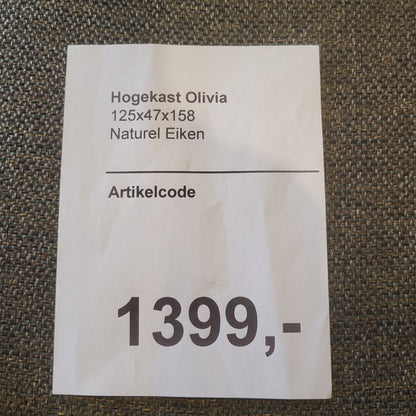 Hogekast Olivia
125x47x158
Naturel Eiken
Artikelcode
1399,-